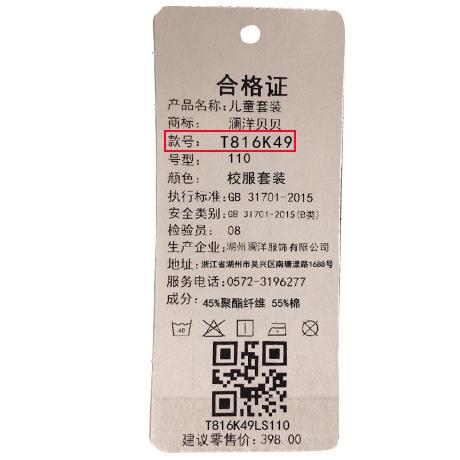 合格证
产品名称: 儿童套装
商标: 澜洋贝贝
款号: T816K49
号型: 110
颜色: 校服套装
执行标准: GB 31701-2015
安全类别: GB 31701-2015(B类)
检验员: 08
生产企业: 湖州澜洋服饰有限公司
地址: 浙江省湖州市吴兴区南塘漾路1688号
服务电话: 0572-3196277
成分: 45%聚酯纤维 55%棉
40
T816K49LS110
建议零售价: 398.00